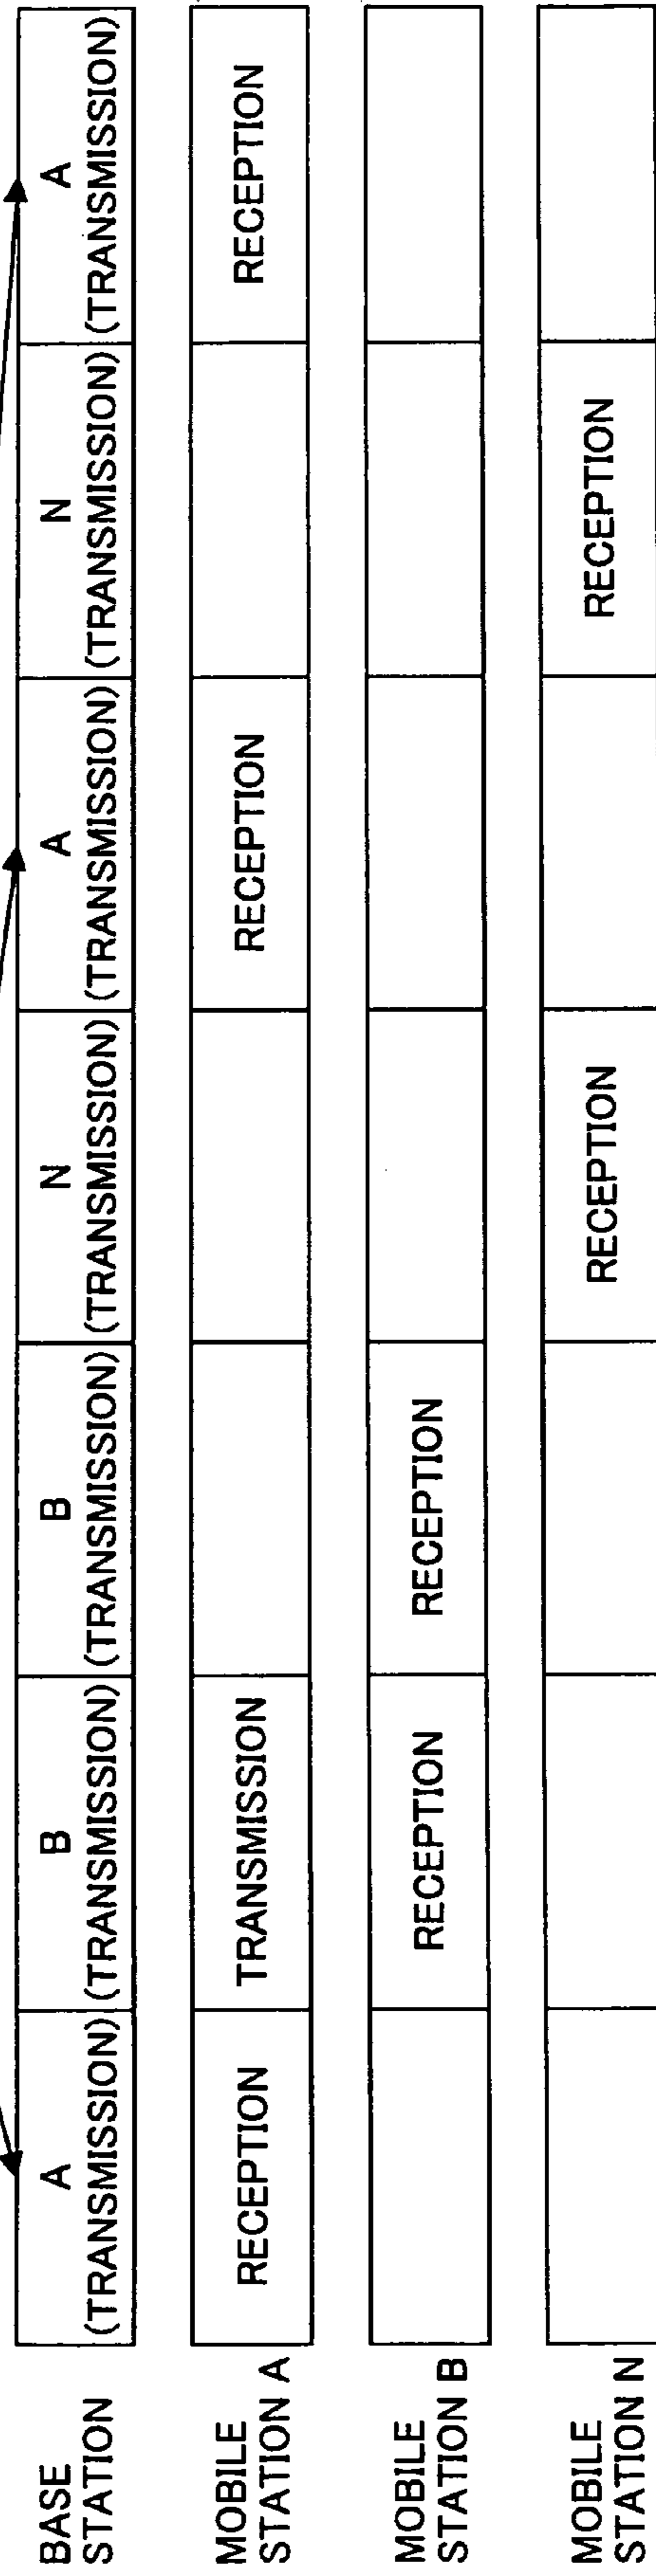 BASE
STATION
A
(TRANSMISSION)
B
(TRANSMISSION)
B
(TRANSMISSION)
N
(TRANSMISSION)
A
(TRANSMISSION)
N
(TRANSMISSION)
A
(TRANSMISSION)
MOBILE
STATION A
RECEPTION
TRANSMISSION
RECEPTION
RECEPTION
MOBILE
STATION B
RECEPTION
RECEPTION
MOBILE
STATION N
RECEPTION
RECEPTION